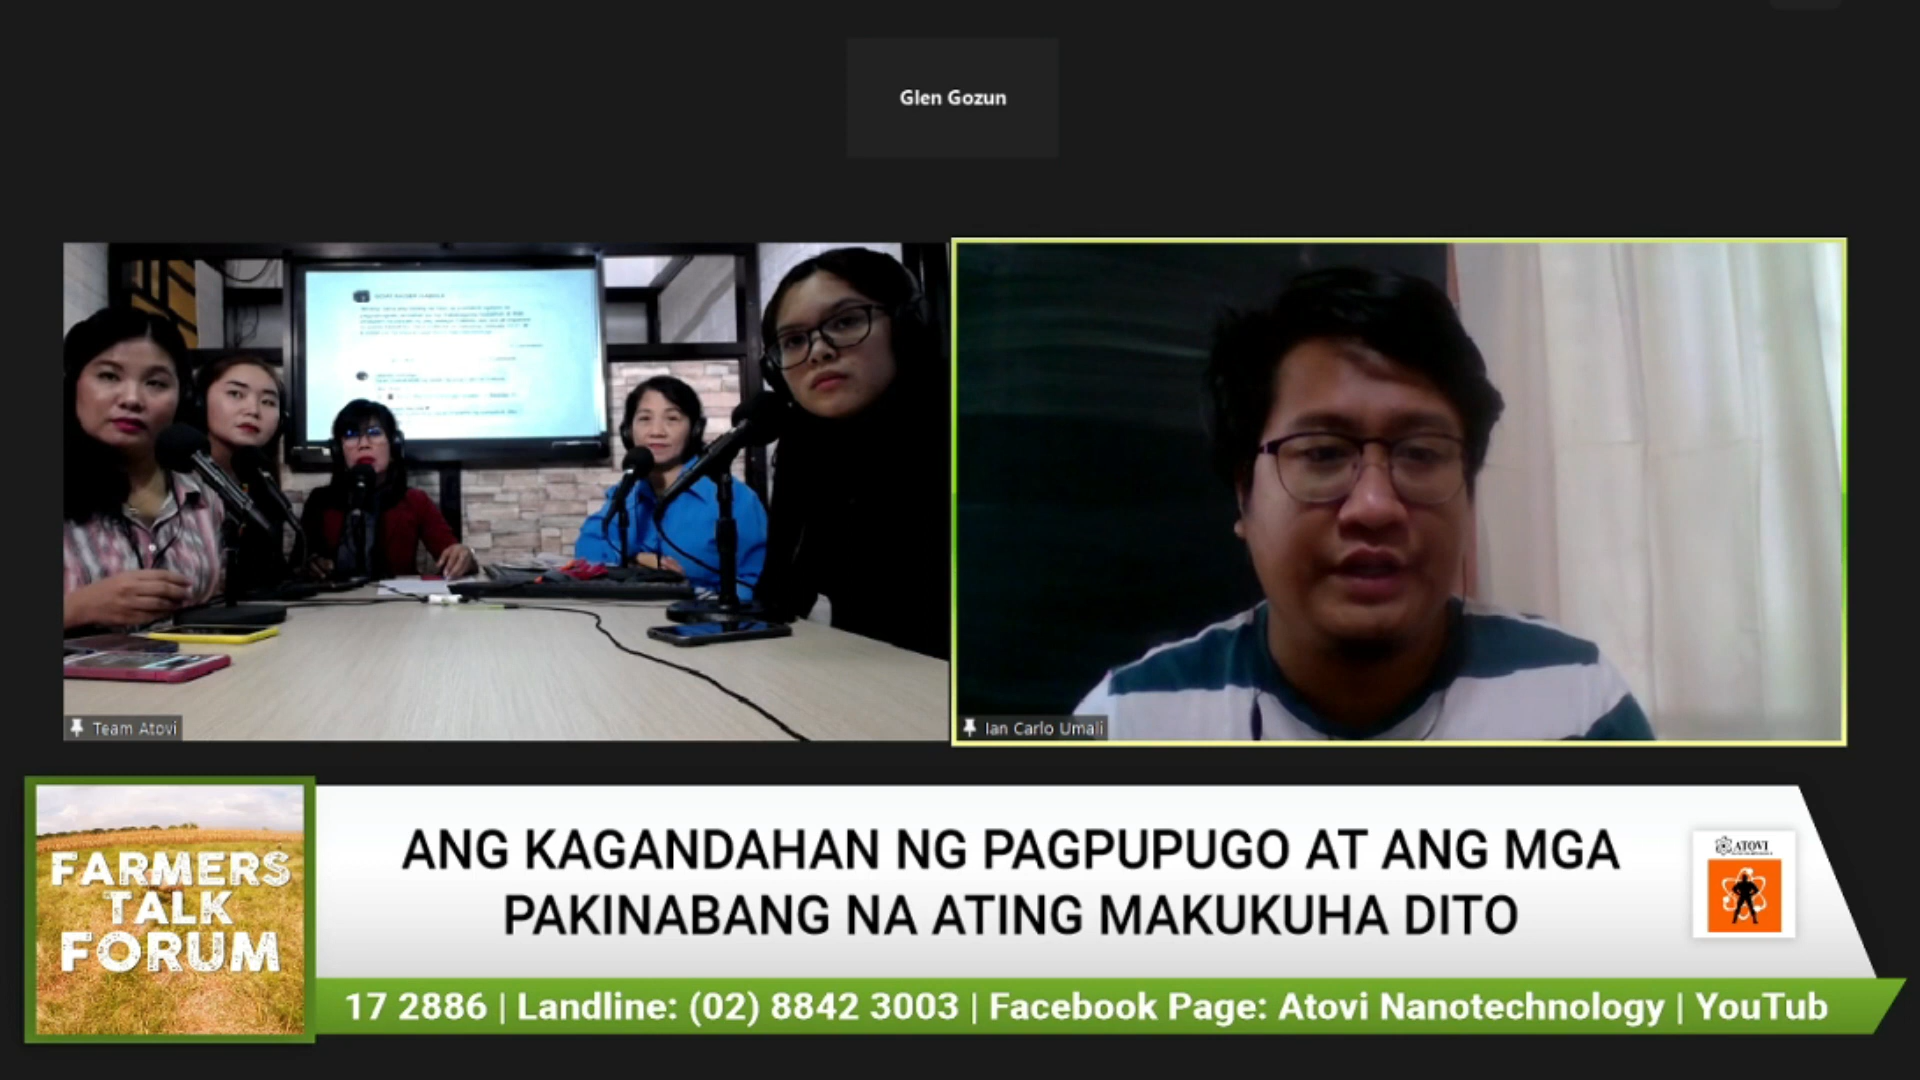 Glen Gozun
Team Atovi
Ian Carlo Umali
FARMERS
TALK
FORUM
ANG KAGANDAHAN NG PAGPUPUGO AT ANG MGA
PAKINABANG NA ATING MAKUKUHA DITO
ATOVI
17 2886 | Landline: (02) 8842 3003 | Facebook Page: Atovi Nanotechnology | YouTub